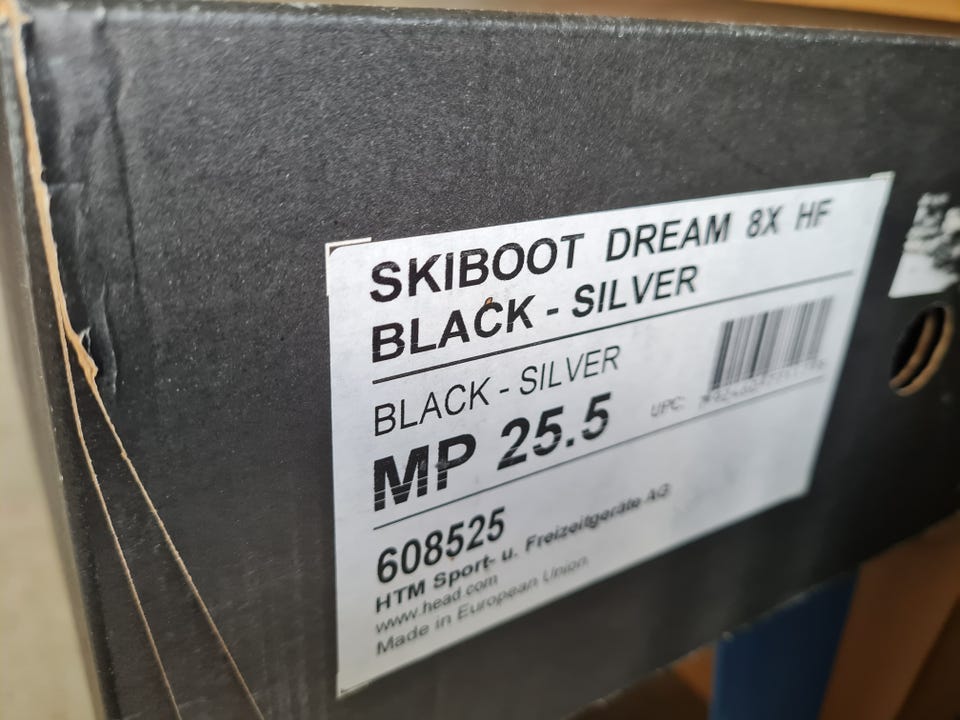 SKIBOOT DREAM 8X HF
BLACK - SILVER
BLACK - SILVER
MP 25.5
UPC:
608525
HTM Sport- u. Freizeitgeräte AG
www.head.com
Made in European Union